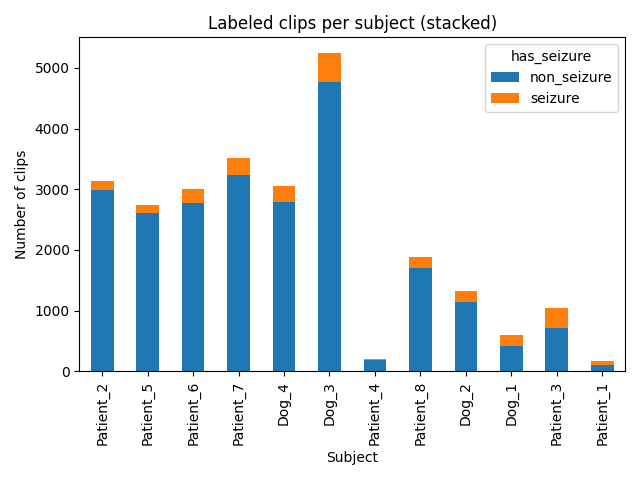 Labeled clips per subject (stacked)
has_seizure
non_seizure
seizure
Number of clips
5000
4000
3000
2000
1000
0
Patient_2
Patient_5
Patient_6
Patient_7
Dog_4
Dog_3
Patient_4
Patient_8
Dog_2
Dog_1
Patient_3
Patient_1
Subject